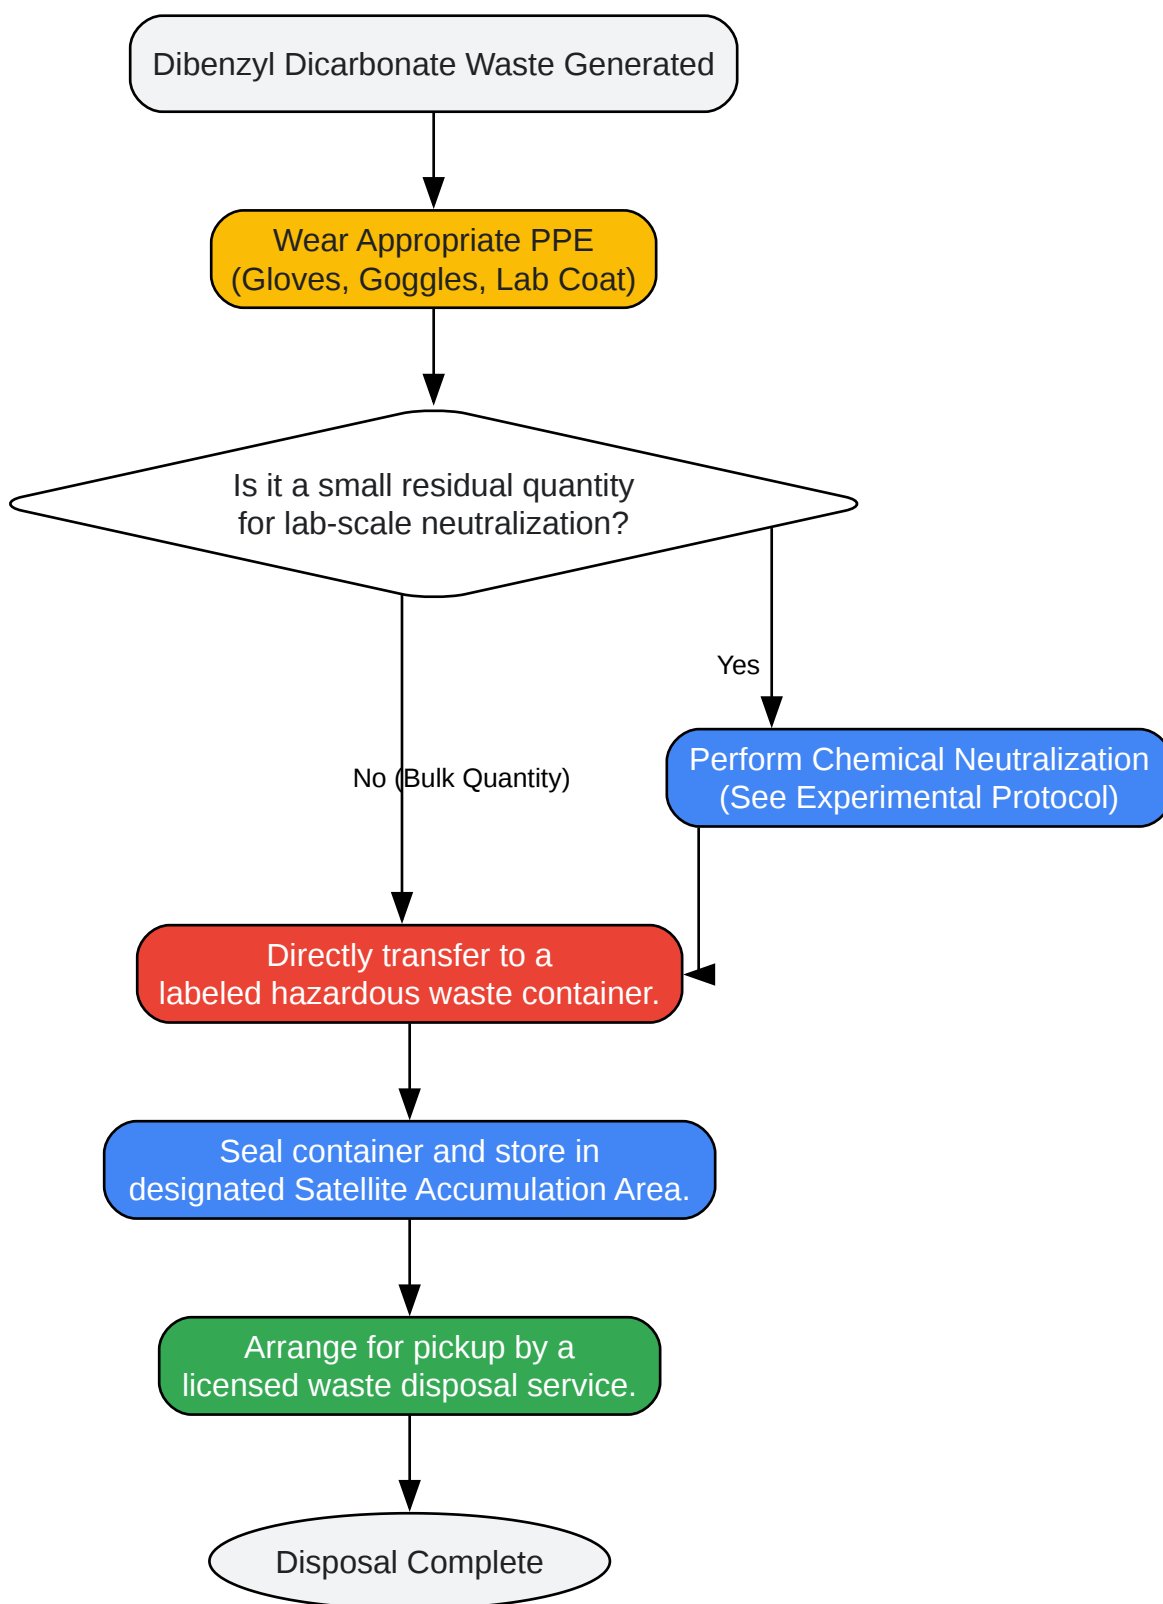 Dibenzyl Dicarbonate Waste Generated
Wear Appropriate PPE
(Gloves, Goggles, Lab Coat)
Is it a small residual quantity
for lab-scale neutralization?
Yes
Perform Chemical Neutralization
(See Experimental Protocol)
No (Bulk Quantity)
Directly transfer to a
labeled hazardous waste container.
Seal container and store in
designated Satellite Accumulation Area.
Arrange for pickup by a
licensed waste disposal service.
Disposal Complete